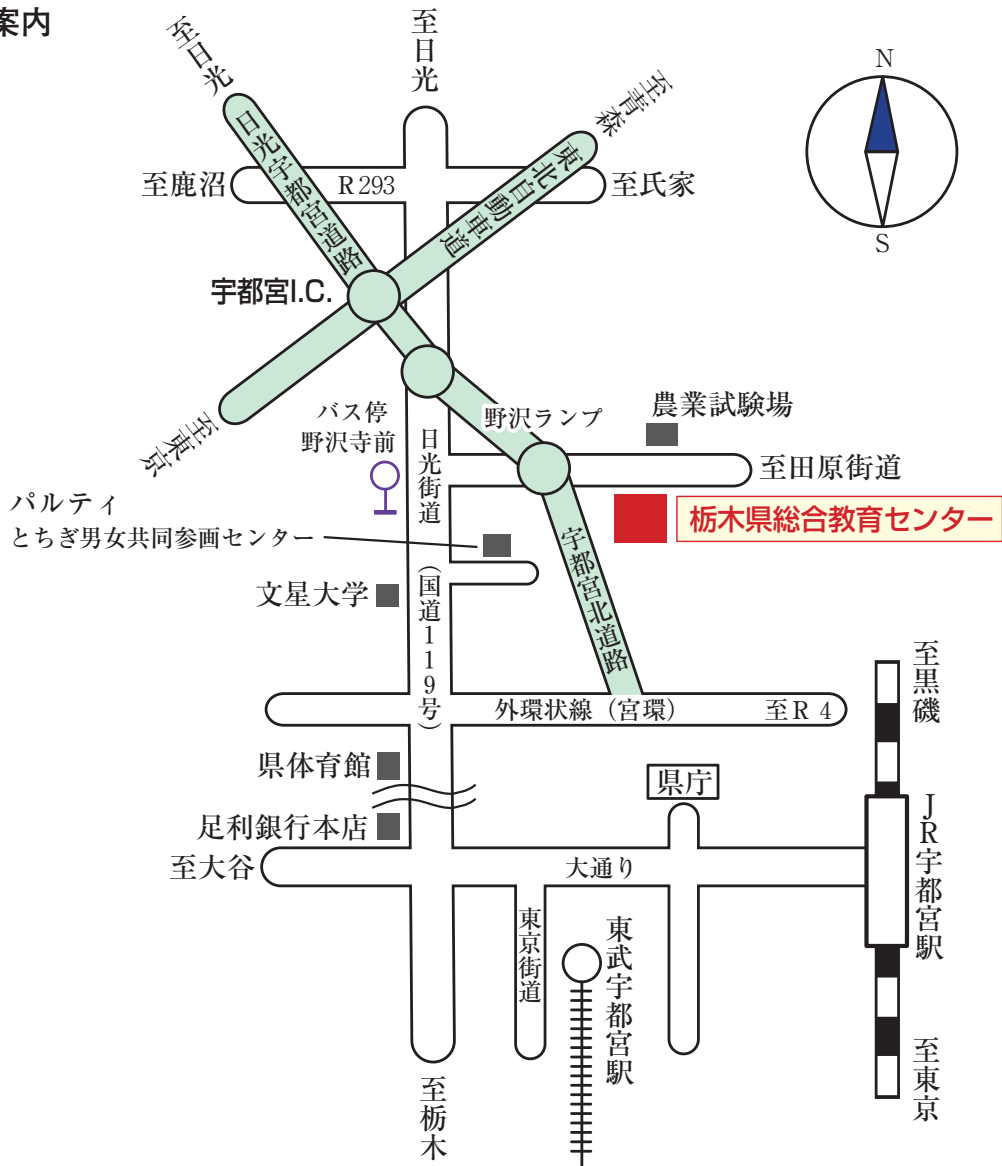 案内
至日光
至日光
至青森
N
S
日光宇都宮道路
東北自動車道
至鹿沼
R293
至氏家
宇都宮I.C.
至東京
バス停
野沢寺前
日光街道
(国道119号)
野沢ランプ
農業試験場
至田原街道
栃木県総合教育センター
パルティ
とちぎ男女共同参画センター
文星大学
宇都宮北道路
外環状線（宮環）
至R4
至黒磯
県体育館
県庁
足利銀行本店
至大谷
大通り
JR宇都宮駅
東京街道
東武宇都宮駅
至栃木
至東京